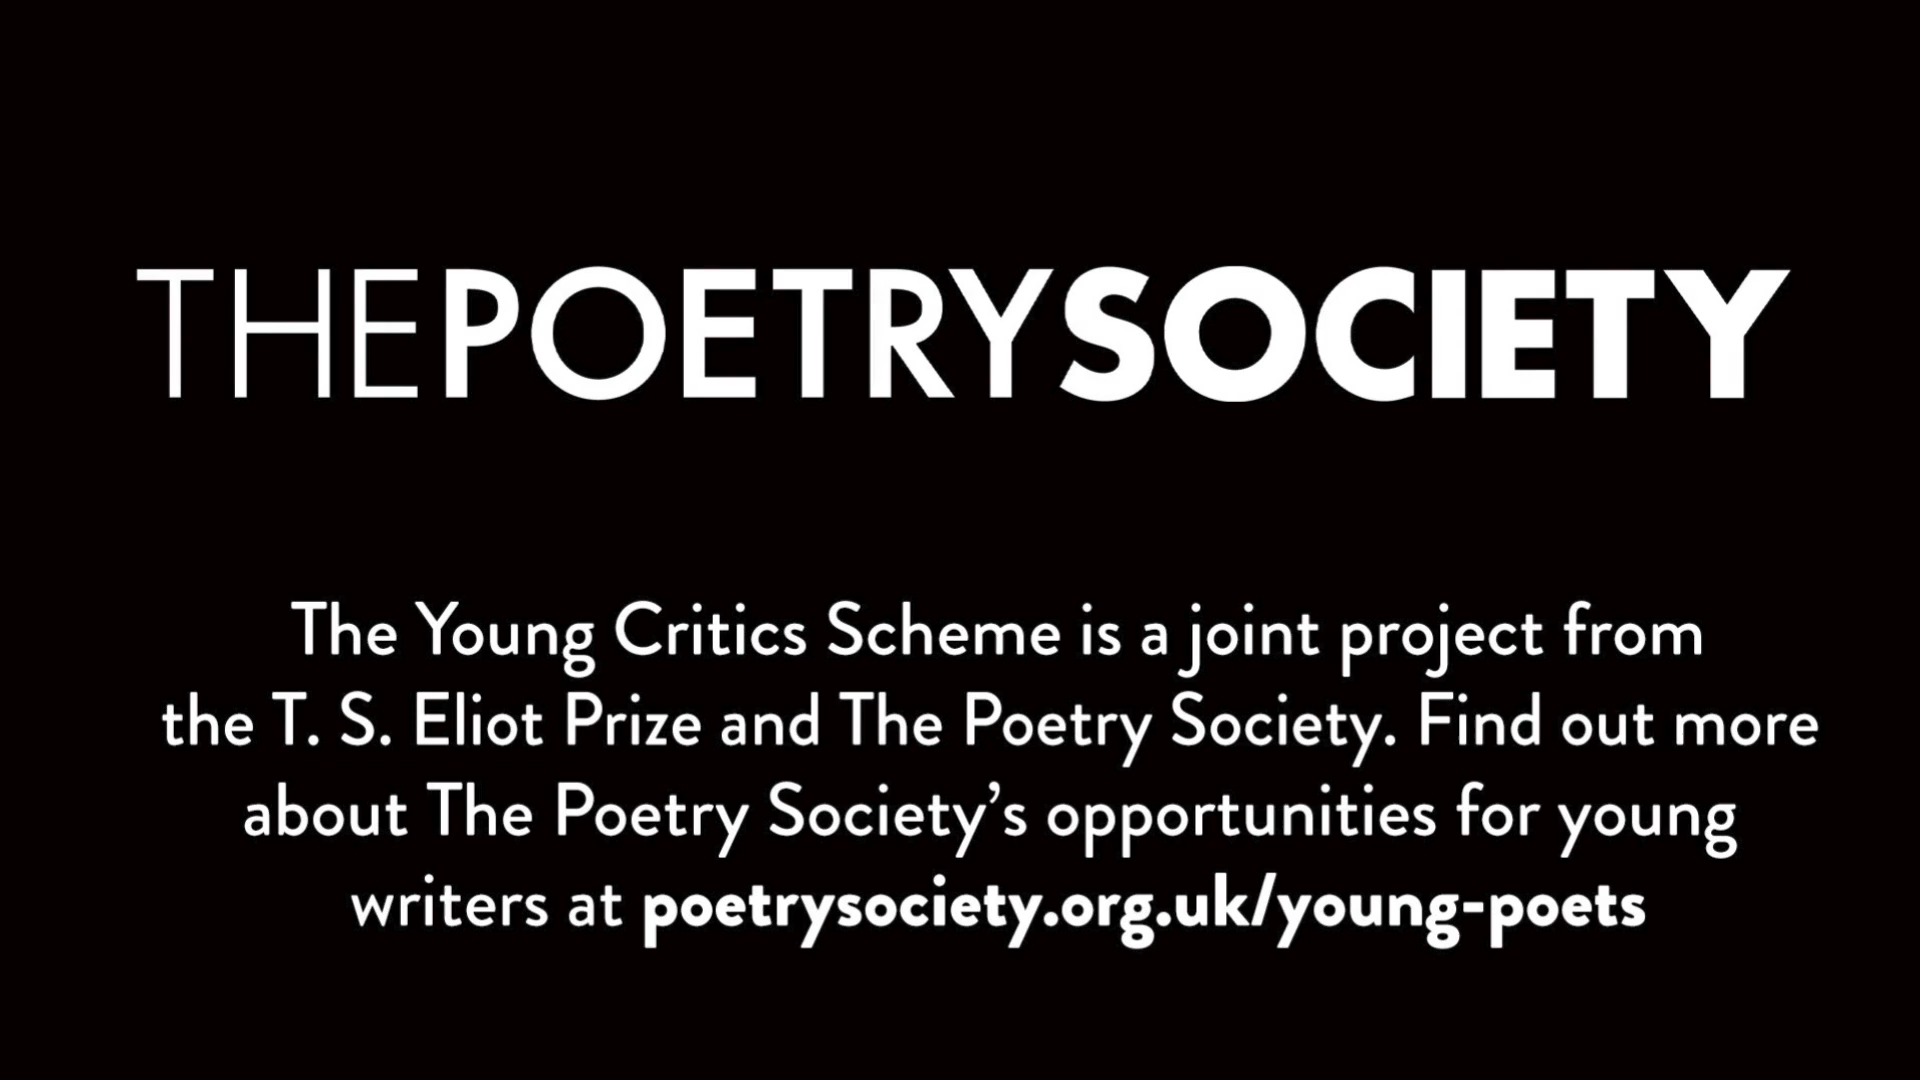 THEPOETRYSOCIETY
The Young Critics Scheme is a joint project from
the T. S. Eliot Prize and The Poetry Society. Find out more
about The Poetry Society’s opportunities for young
writers at poetrysociety.org.uk/young-poets